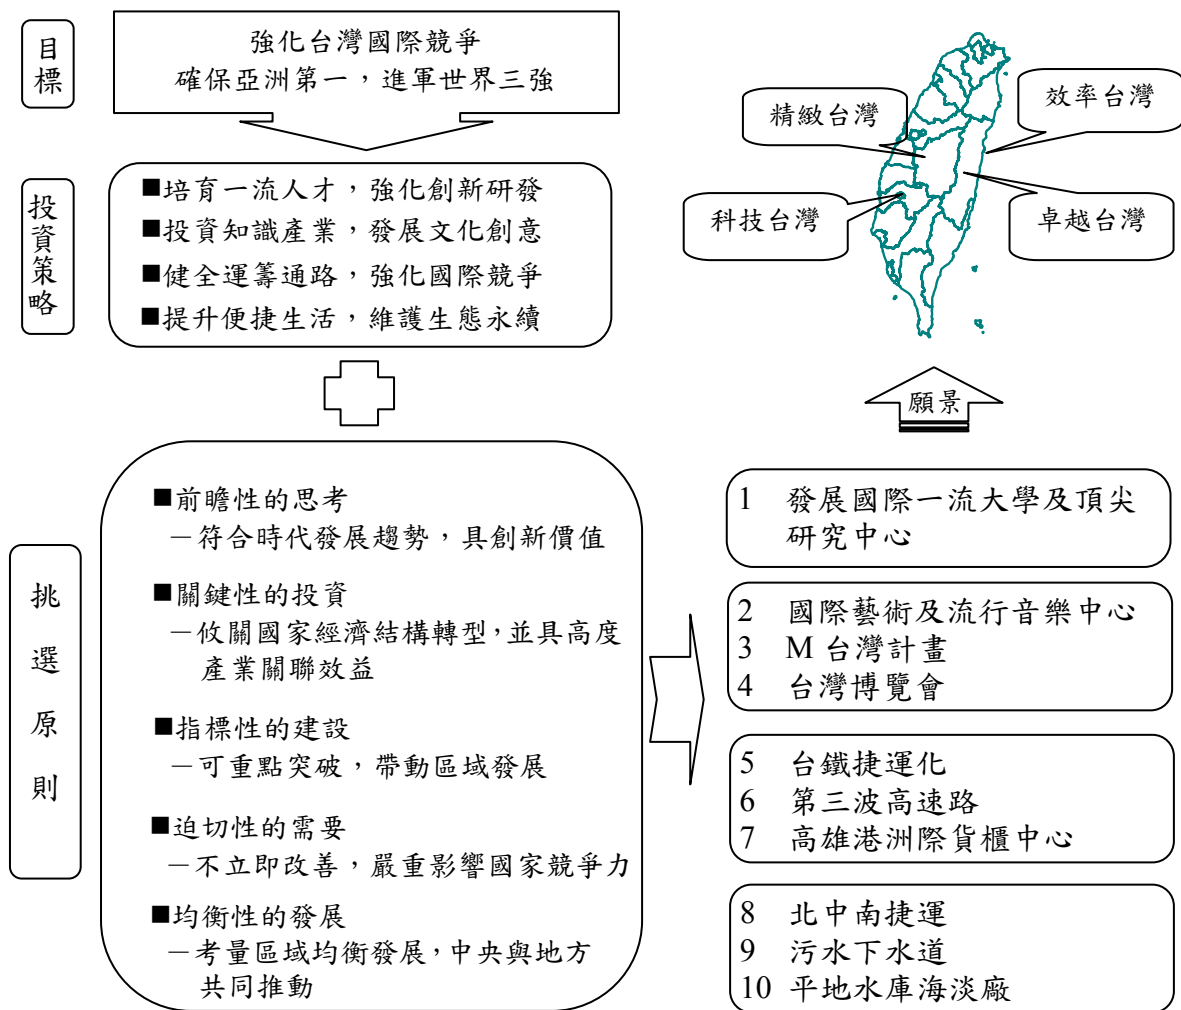 目標
強化台灣國際競爭
確保亞洲第一，進軍世界三強
投資策略
■培育一流人才，強化創新研發
■投資知識產業，發展文化創意
■健全運籌通路，強化國際競爭
■提升便捷生活，維護生態永續
挑選原則
■前瞻性的思考
－符合時代發展趨勢，具創新價值
■關鍵性的投資
－攸關國家經濟結構轉型，並具高度
產業關聯效益
■指標性的建設
－可重點突破，帶動區域發展
■迫切性的需要
－不立即改善，嚴重影響國家競爭力
■均衡性的發展
－考量區域均衡發展，中央與地方
共同推動
精緻台灣
效率台灣
科技台灣
卓越台灣
願景
1 發展國際一流大學及頂尖
研究中心
2 國際藝術及流行音樂中心
3 M 台灣計畫
4 台灣博覽會
5 台鐵捷運化
6 第三波高速路
7 高雄港洲際貨櫃中心
8 北中南捷運
9 污水下水道
10 平地水庫海淡廠